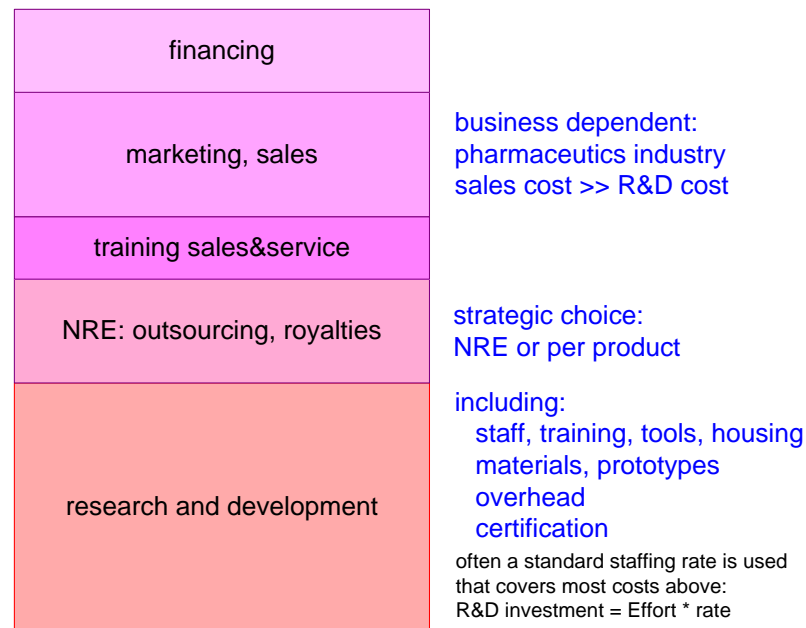 financing
marketing, sales
business dependent:
pharmaceutics industry
sales cost >> R&D cost
training sales&service
NRE: outsourcing, royalties
strategic choice:
NRE or per product
research and development
including:
staff, training, tools, housing
materials, prototypes
overhead
certification
often a standard staffing rate is used
that covers most costs above:
R&D investment = Effort * rate